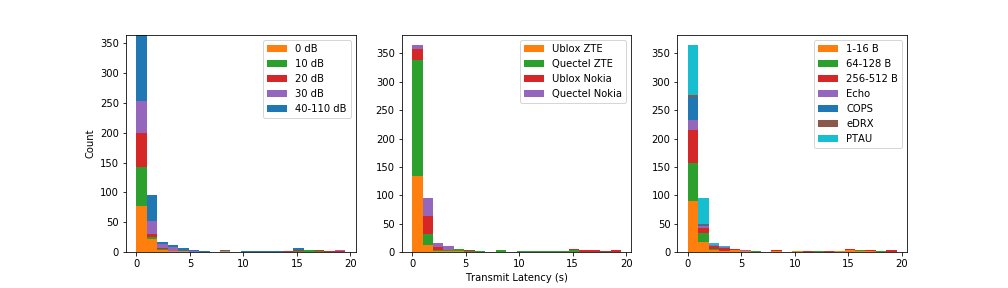 350
300
250
200
150
100
50
0
Count
0 5 10 15 20
0 dB
10 dB
20 dB
30 dB
40-110 dB
350
300
250
200
150
100
50
0
0 5 10 15 20
Transmit Latency (s)
Ublox ZTE
Quectel ZTE
Ublox Nokia
Quectel Nokia
350
300
250
200
150
100
50
0
0 5 10 15 20
1-16 B
64-128 B
256-512 B
Echo
COPS
eDRX
PTAU